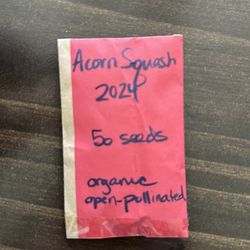 Acorn Squash
2024
50 seeds
organic
open-pollinated